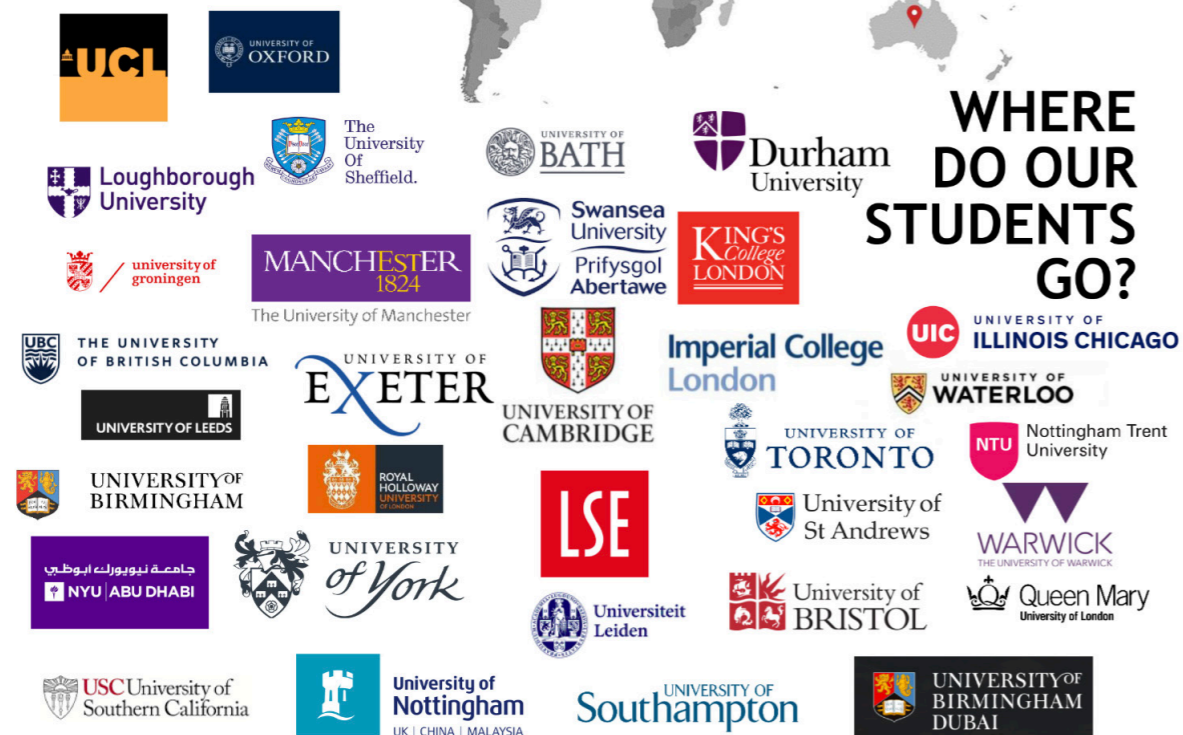 UCL
UNIVERSITY OF
OXFORD
WHERE
DO OUR
STUDENTS
GO?
The
University
Of
Sheffield.
UNIVERSITY OF
BATH
Durham
University
Loughborough
University
Swansea
University
Prifysgol
Abertawe
KING'S
College
LONDON
university of
groningen
MANCHESTER
1824
The University of Manchester
UBC
THE UNIVERSITY
OF BRITISH COLUMBIA
UNIVERSITY OF
EXETER
UNIVERSITY OF
CAMBRIDGE
Imperial College
London
UIC
UNIVERSITY OF
ILLINOIS CHICAGO
UNIVERSITY OF
WATERLOO
UNIVERSITY OF LEEDS
UNIVERSITY OF
TORONTO
NTU
Nottingham Trent
University
UNIVERSITYOF
BIRMINGHAM
ROYAL
HOLLOWAY
UNIVERSITY
OF LONDON
LSE
University of
St Andrews
WARWICK
THE UNIVERSITY OF WARWICK
جامعـة نيويورك أبوظبي
NYU ABU DHABI
UNIVERSITY
of York
Universiteit
Leiden
University of
BRISTOL
Queen Mary
University of London
USC University of
Southern California
University of
Nottingham
UK | CHINA | MALAYSIA
UNIVERSITY OF
Southampton
UNIVERSITYOF
BIRMINGHAM
DUBAI